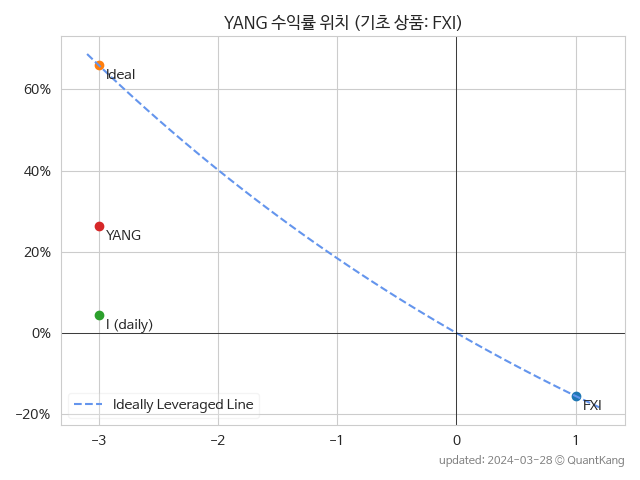 YANG 수익률 위치 (기초 상품: FXI)
60%
40%
20%
0%
−20%
Ideal
YANG
I (daily)
FXI
Ideally Leveraged Line
−3
−2
−1
0
1
updated: 2024-03-28 © QuantKang